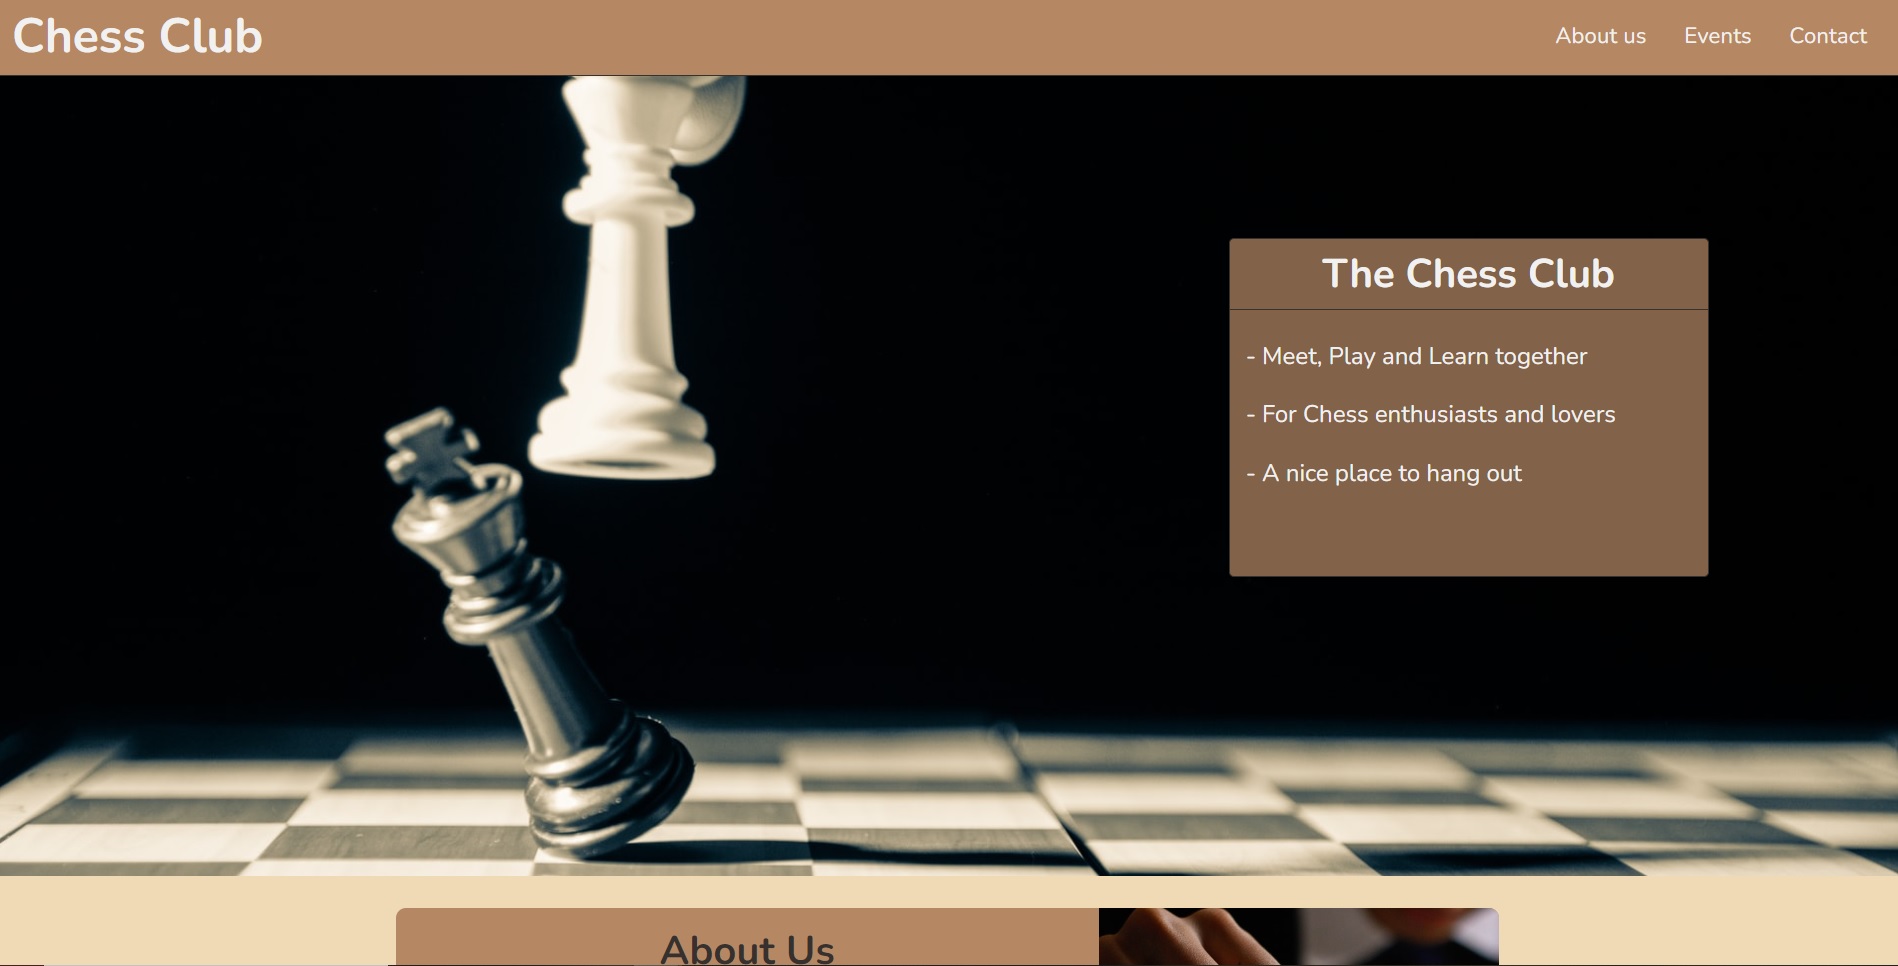 Chess Club
About us Events Contact
The Chess Club
- Meet, Play and Learn together
- For Chess enthusiasts and lovers
- A nice place to hang out
About Us